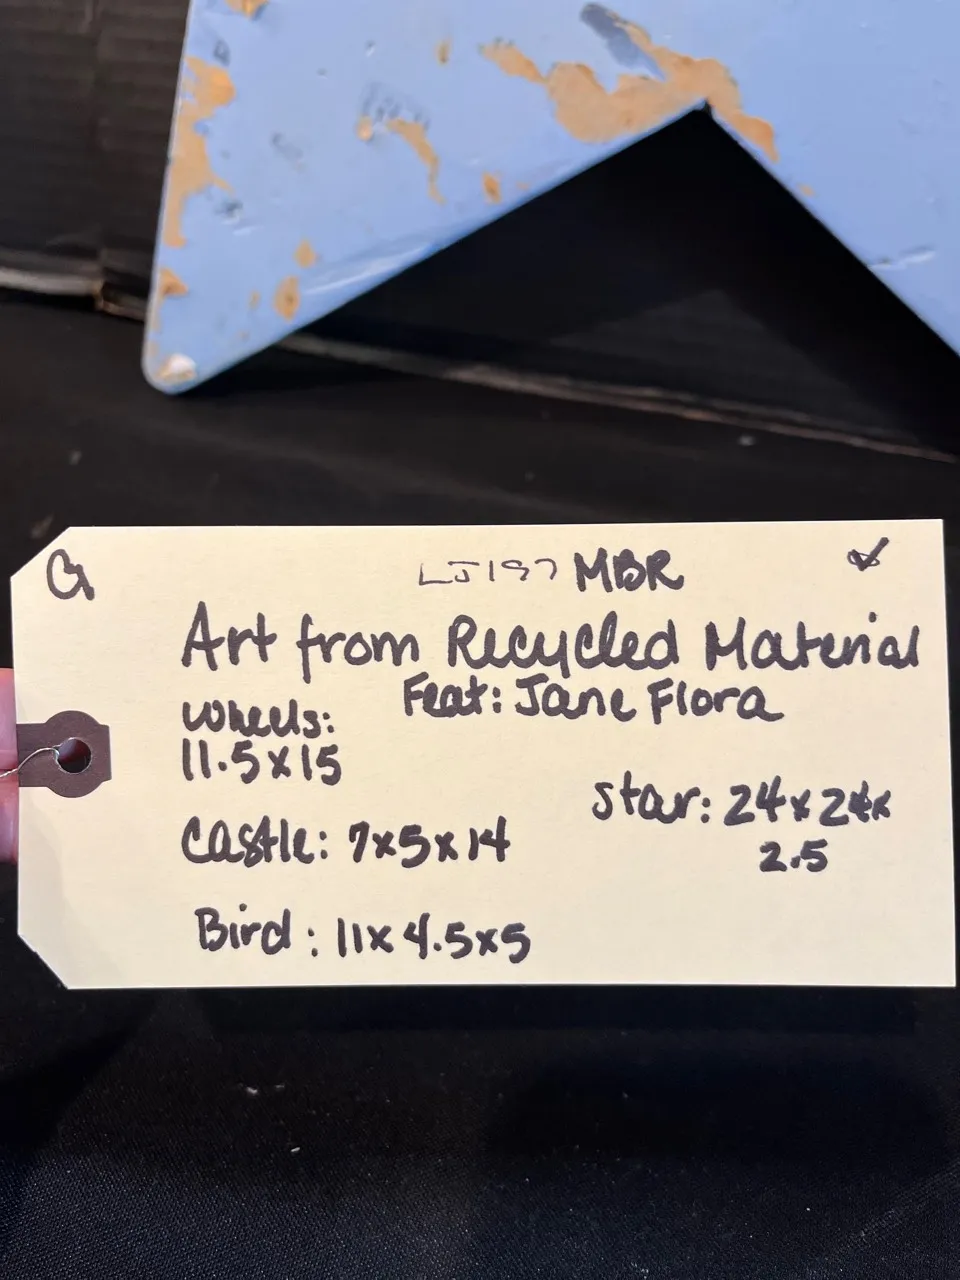 G
LJ197 MBR
Art from Recycled Material
Feat: Jane Flora
Wheels:
11.5x15
Star: 24x24x
2.5
Castle: 7x5x14
Bird: 11x4.5x5